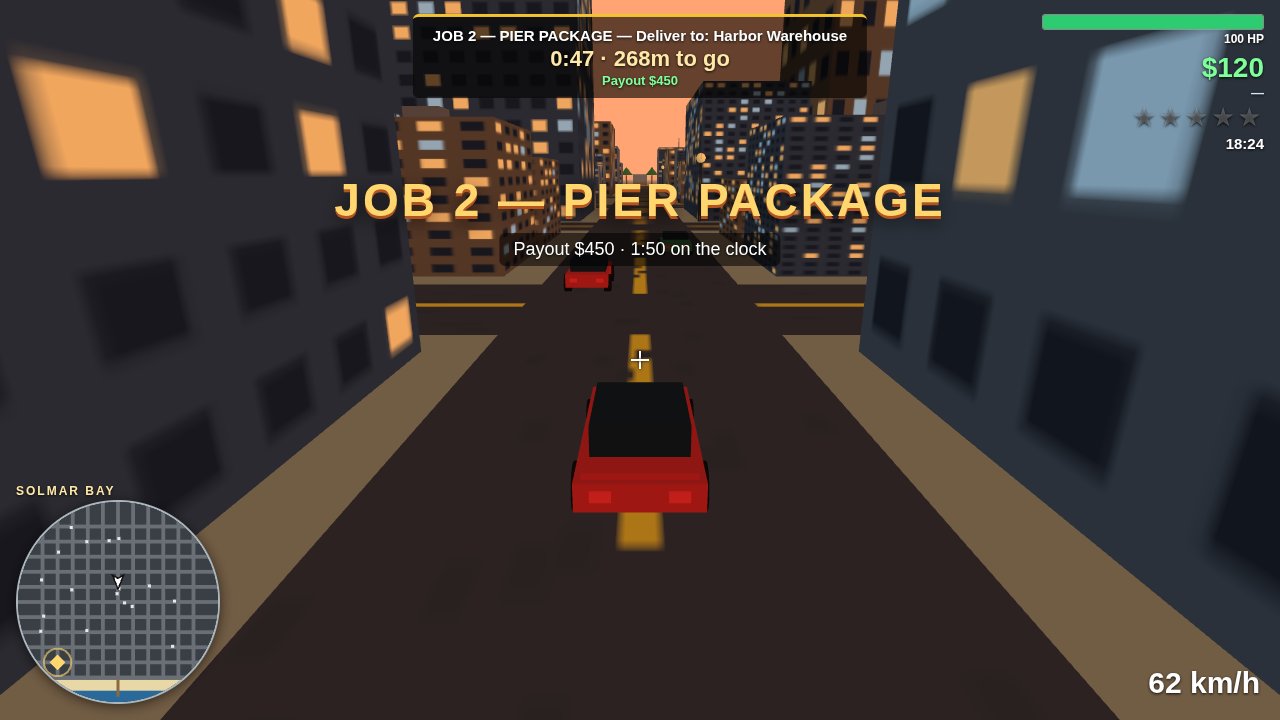 JOB 2 — PIER PACKAGE — Deliver to: Harbor Warehouse
0:47 · 268m to go
Payout $450
100 HP
$120
—
★ ★ ★ ★ ★
18:24
JOB 2 — PIER PACKAGE
Payout $450 · 1:50 on the clock
SOLMAR BAY
62 km/h